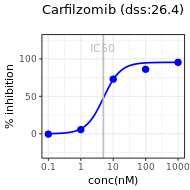 Carfilzomib (dss:26.4)
IC50
% inhibition
100
50
0
0.1 1 10 100 1000
conc(nM)